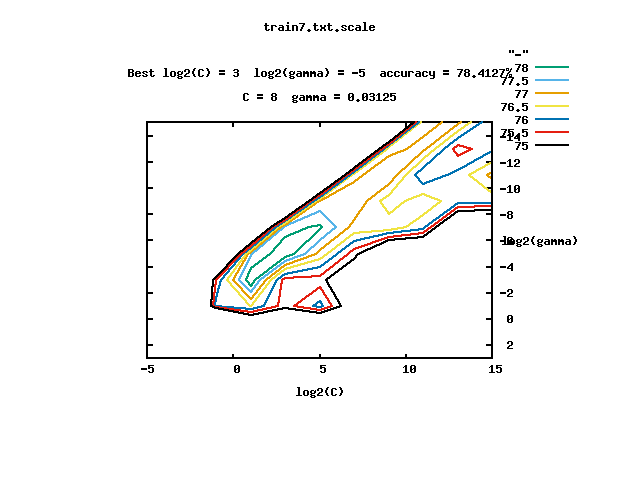 train7.txt.scale
"-"
Best log2(C) = 3  log2(gamma) = -5  accuracy = 78.4127%
78
77.5
77
76.5
76
75.5
75
C = 8  gamma = 0.03125
-14
-12
-10
-8
-6
-4
-2
0
2
log2(gamma)
-5 0 5 10 15
log2(C)